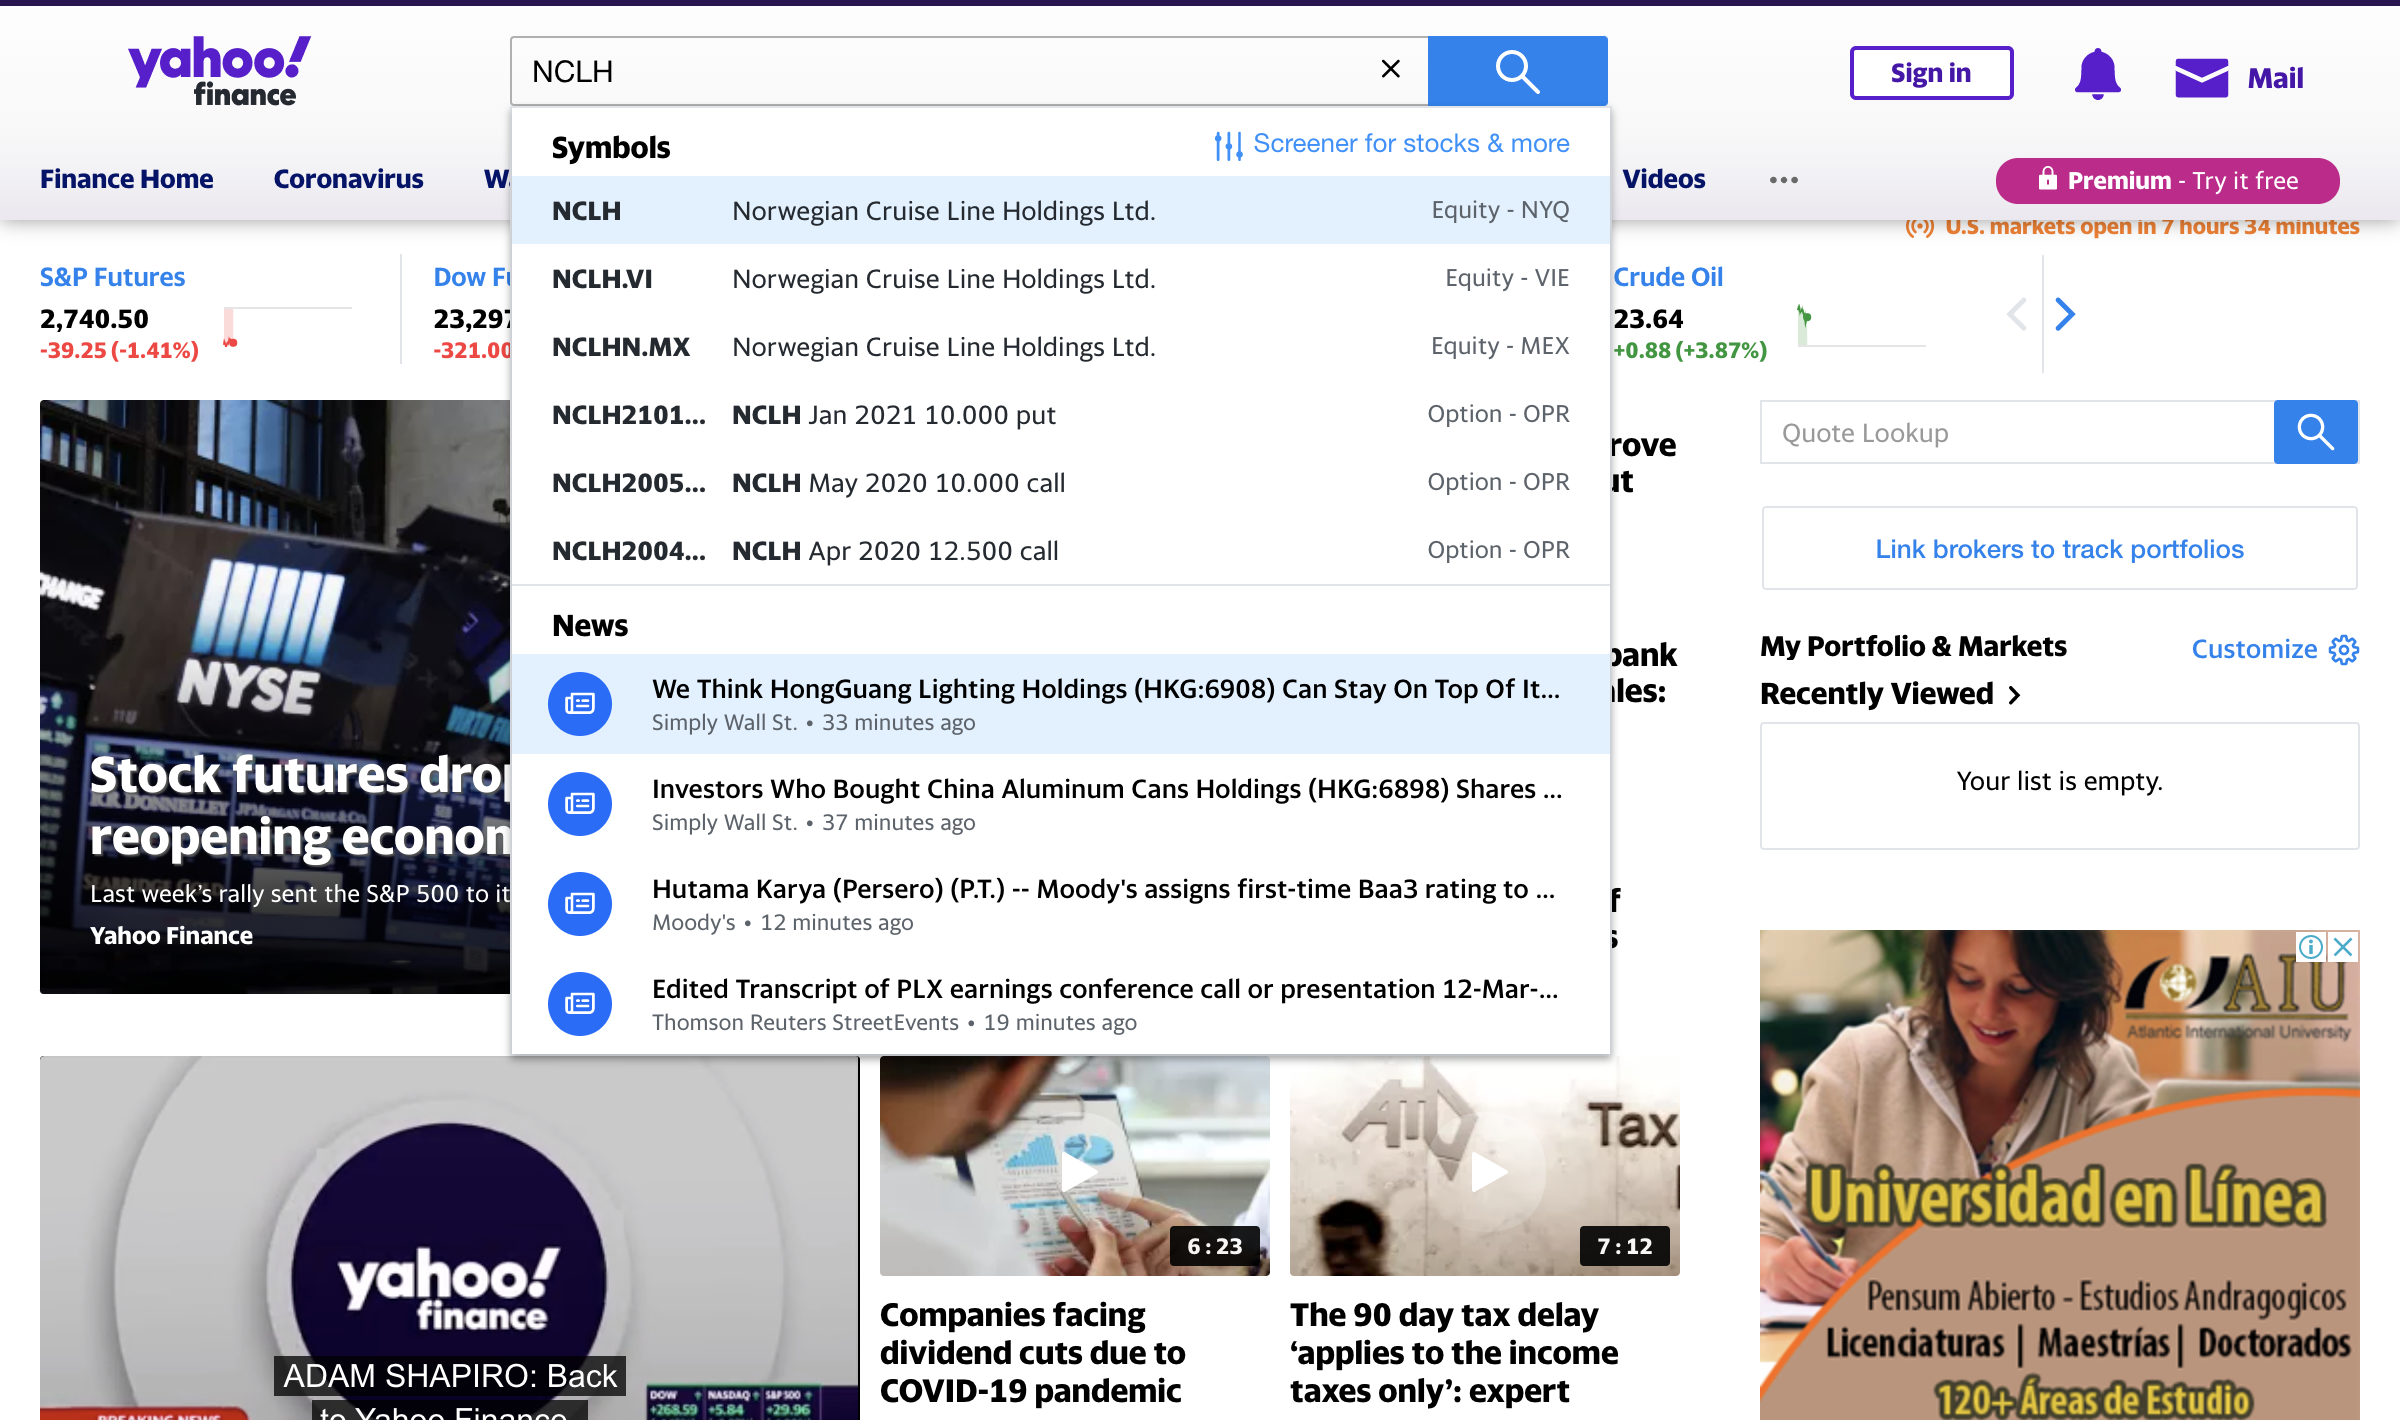 yahoo!
finance
NCLH
Sign in
Mail
Finance Home
Coronavirus
Videos
Premium - Try it free
U.S. markets open in 7 hours 34 minutes
Symbols
Screener for stocks & more
NCLH Norwegian Cruise Line Holdings Ltd. Equity - NYQ
NCLH.VI Norwegian Cruise Line Holdings Ltd. Equity - VIE
NCLHN.MX Norwegian Cruise Line Holdings Ltd. Equity - MEX
NCLH2101... NCLH Jan 2021 10.000 put Option - OPR
NCLH2005... NCLH May 2020 10.000 call Option - OPR
NCLH2004... NCLH Apr 2020 12.500 call Option - OPR
News
We Think HongGuang Lighting Holdings (HKG:6908) Can Stay On Top Of It...
Simply Wall St. • 33 minutes ago
Investors Who Bought China Aluminum Cans Holdings (HKG:6898) Shares ...
Simply Wall St. • 37 minutes ago
Hutama Karya (Persero) (P.T.) -- Moody's assigns first-time Baa3 rating to ...
Moody's • 12 minutes ago
Edited Transcript of PLX earnings conference call or presentation 12-Mar-...
Thomson Reuters StreetEvents • 19 minutes ago
S&P Futures
2,740.50
-39.25 (-1.41%)
Dow Fu
23,297
-321.00
Crude Oil
23.64
+0.88 (+3.87%)
Quote Lookup
Link brokers to track portfolios
My Portfolio & Markets
Customize
Recently Viewed
Your list is empty.
NYSE
Stock futures drop
reopening econom
Last week's rally sent the S&P 500 to it
Yahoo Finance
yahoo!
finance
ADAM SHAPIRO: Back
to Yahoo Finance
BREAKING NEWS
DOW NASDAQ S&P 500
+268.59 +5.84 +29.96
6:23
Companies facing
dividend cuts due to
COVID-19 pandemic
Tax
7:12
The 90 day tax delay
‘applies to the income
taxes only’: expert
AIU
Atlantic International University
Universidad en Línea
Pensum Abierto - Estudios Andragogicos
Licenciaturas | Maestrías | Doctorados
120+ Áreas de Estudio